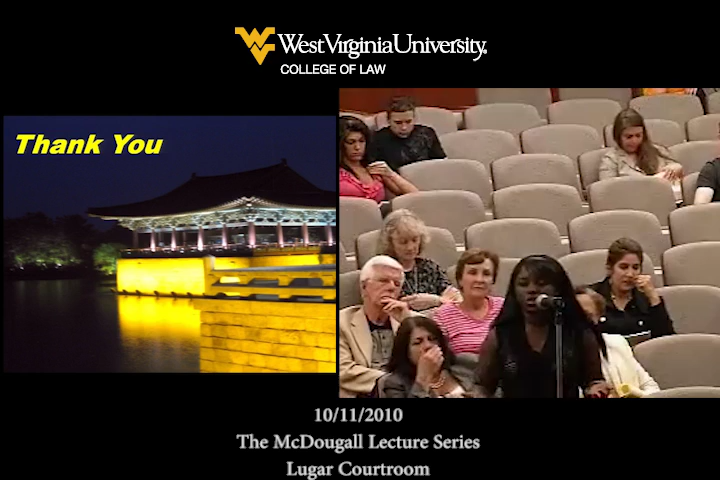 WestVirginiaUniversity.
COLLEGE OF LAW
Thank You
10/11/2010
The McDougall Lecture Series
Lugar Courtroom